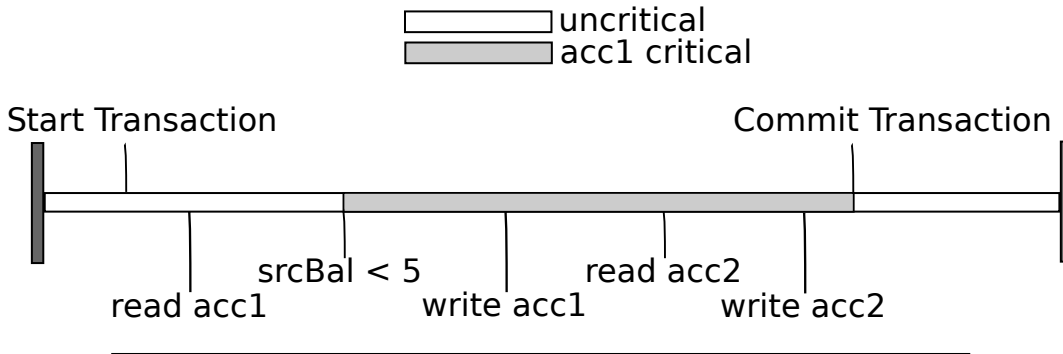 uncritical
acc1 critical
Start Transaction
Commit Transaction
srcBal < 5
read acc2
read acc1
write acc1
write acc2